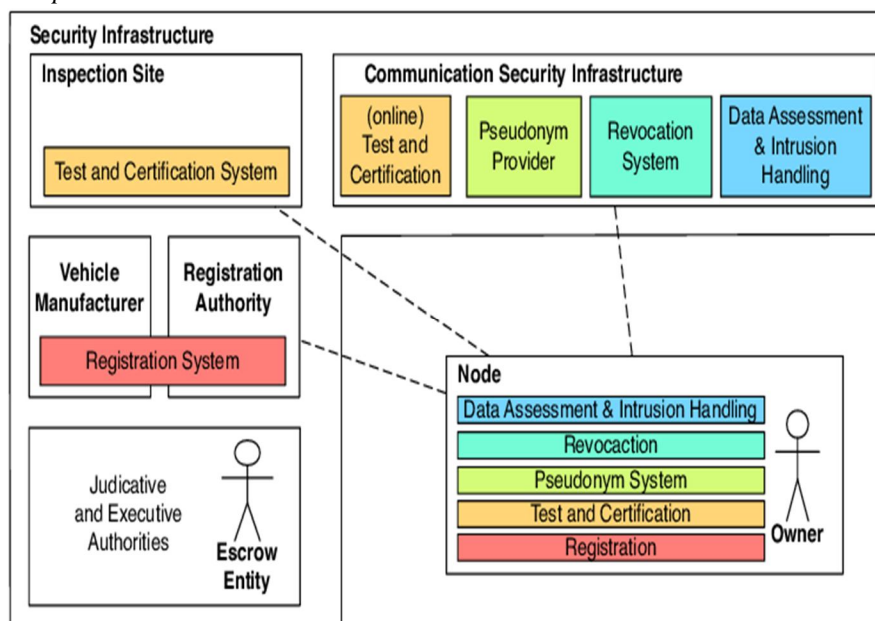 Security Infrastructure
Inspection Site
Test and Certification System
Communication Security Infrastructure
(online)
Test and
Certification
Pseudonym
Provider
Revocation
System
Data Assessment
& Intrusion
Handling
Vehicle
Manufacturer
Registration
Authority
Registration System
Judicative
and Executive
Authorities
Escrow
Entity
Node
Data Assessment & Intrusion Handling
Revocaction
Pseudonym System
Test and Certification
Registration
Owner